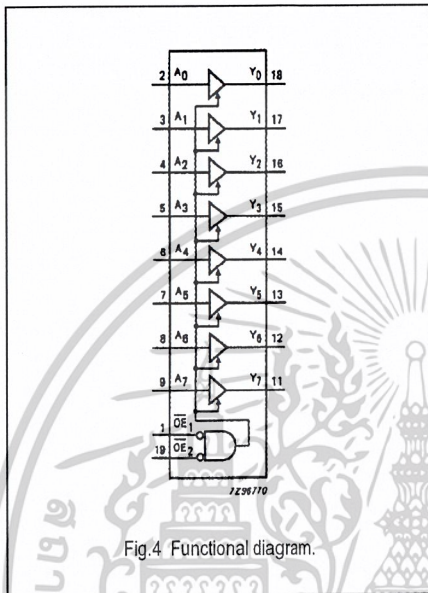 2 A0 Y0 18
3 A1 Y1 17
4 A2 Y2 16
5 A3 Y3 15
6 A4 Y4 14
7 A5 Y5 13
8 A6 Y6 12
9 A7 Y7 11
1 O̅E̅1
19 O̅E̅2
7Z96770
Fig.4 Functional diagram.